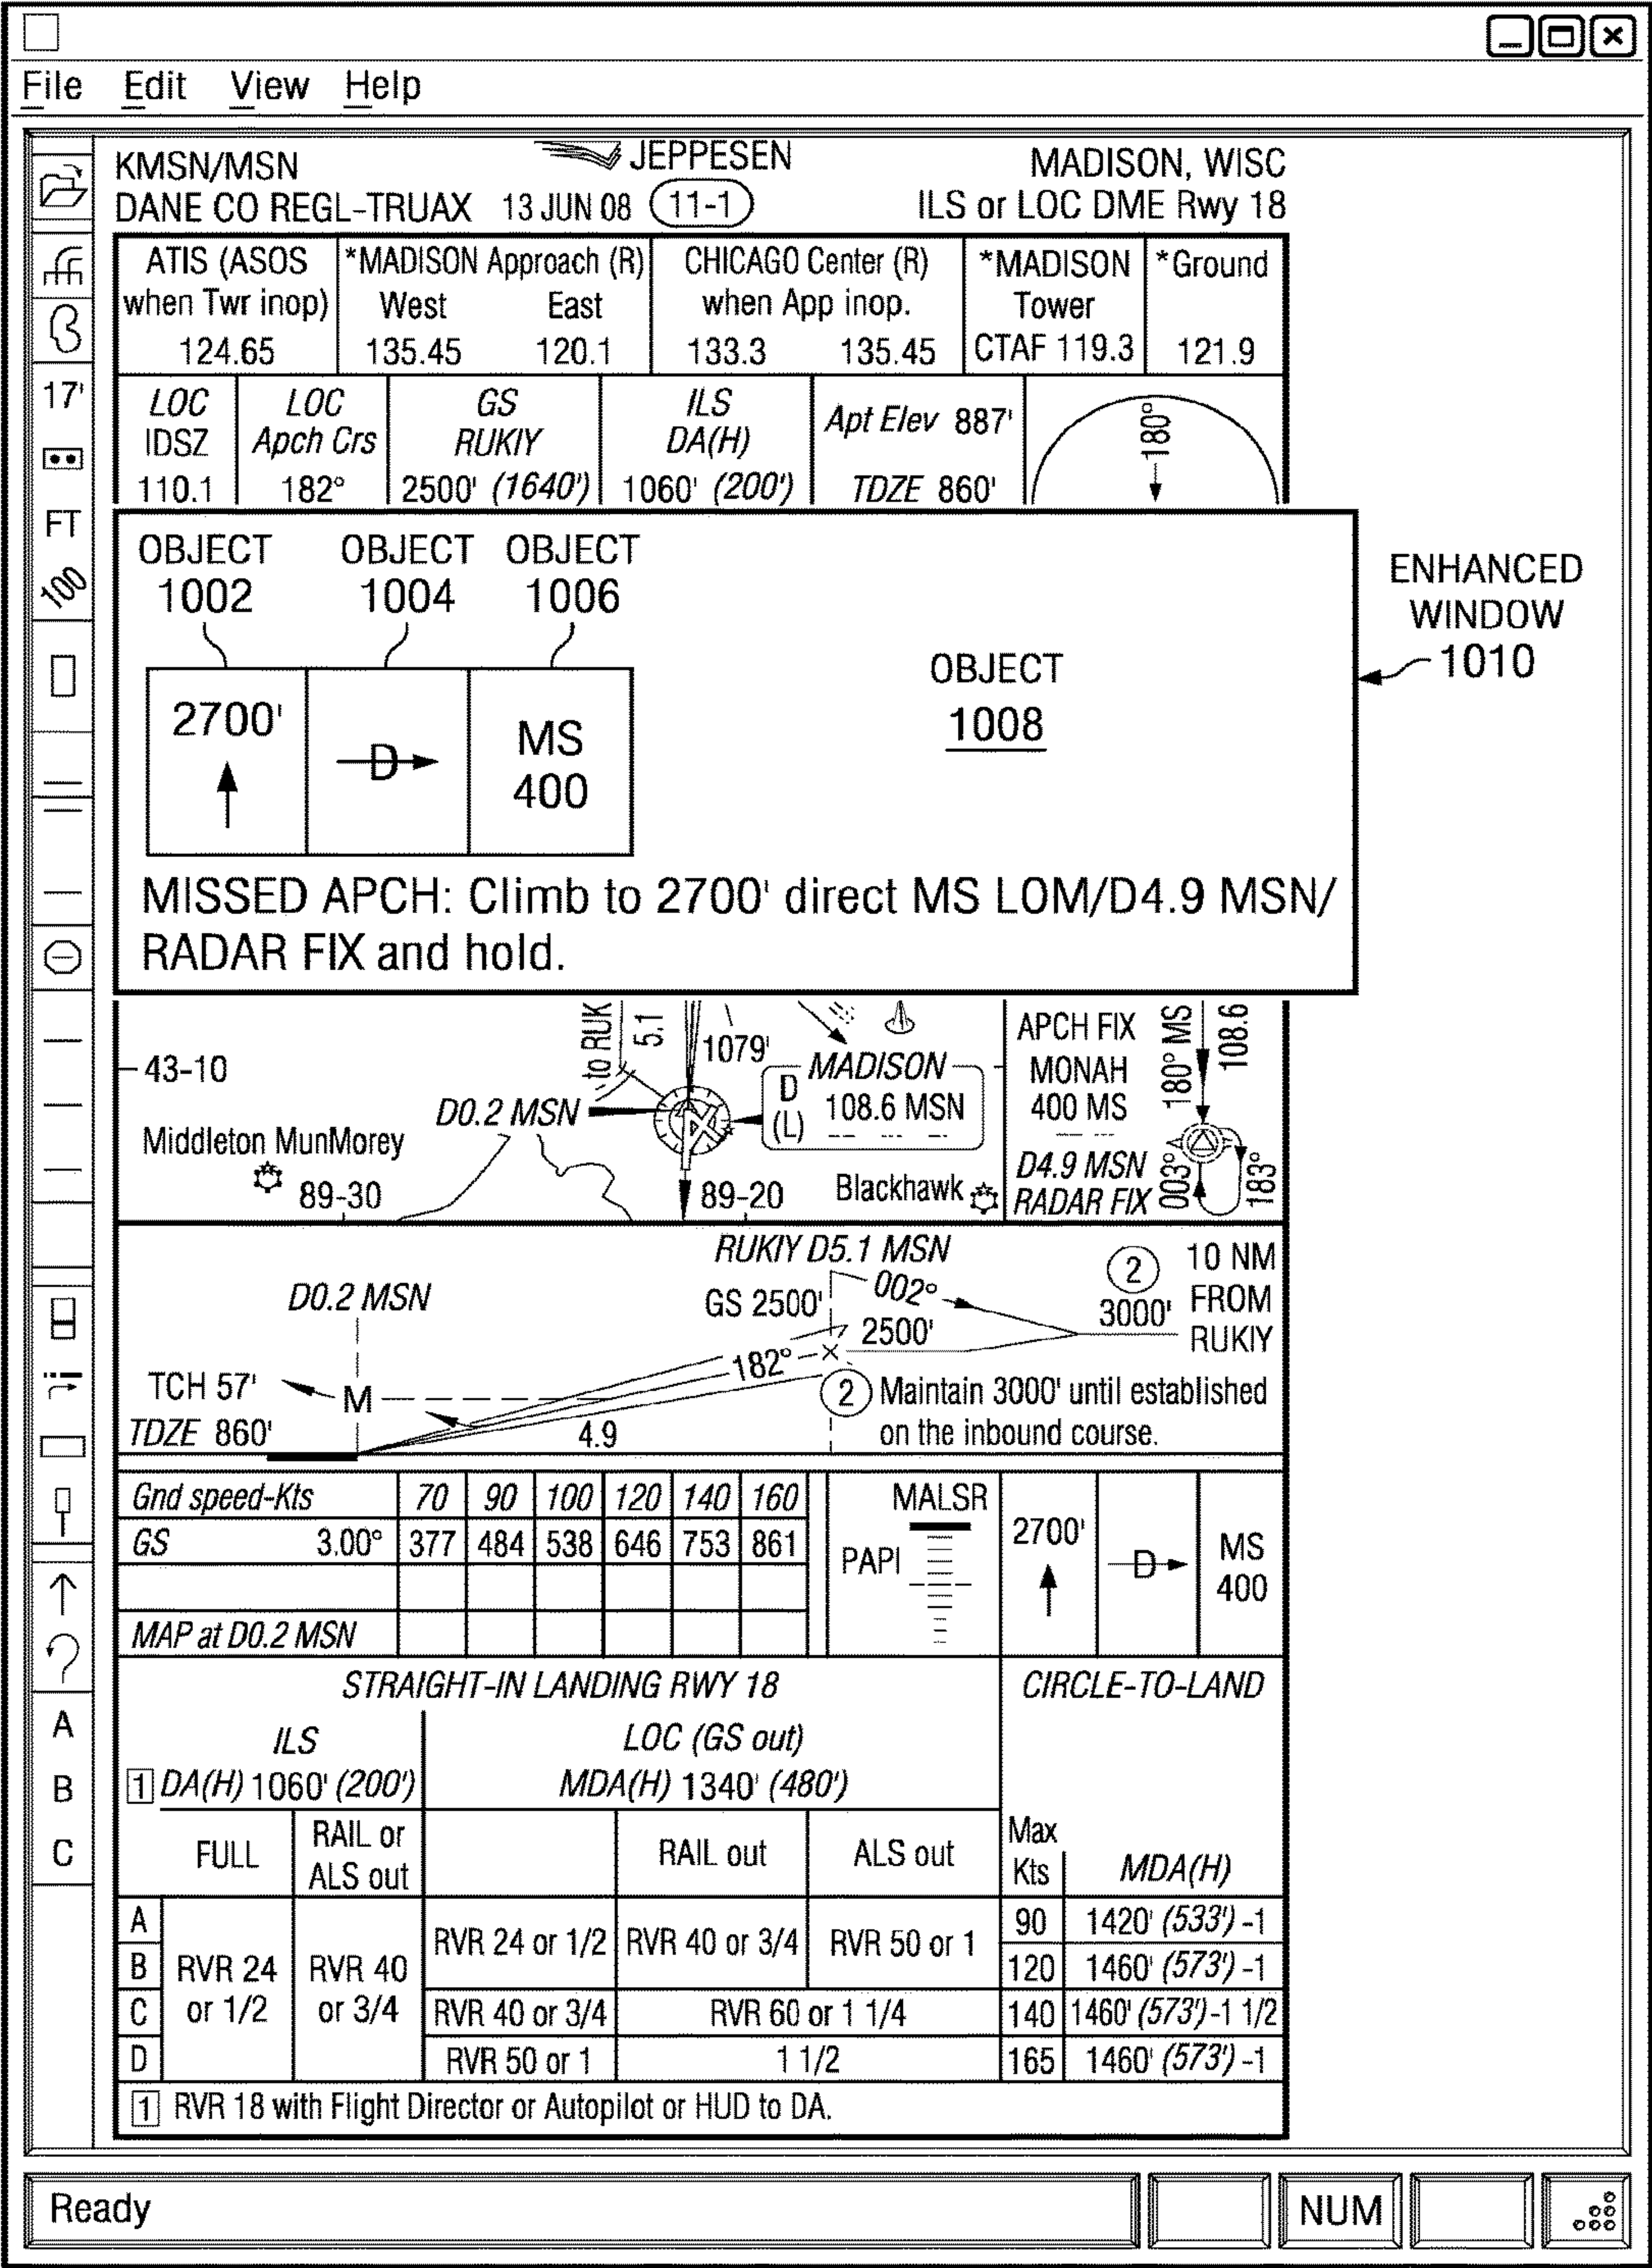 File Edit View Help
KMSN/MSN JEPPESEN MADISON, WISC
DANE CO REGL-TRUAX 13 JUN 08 11-1 ILS or LOC DME Rwy 18
ATIS (ASOS *MADISON Approach (R) CHICAGO Center (R) *MADISON *Ground
when Twr inop) West East when App inop. Tower
124.65 135.45 120.1 133.3 135.45 CTAF 119.3 121.9
LOC LOC GS ILS Apt Elev 887'
IDSZ Apch Crs RUKIY DA(H)
110.1 182° 2500' (1640') 1060' (200') TDZE 860'
180°
17'
FT
100
OBJECT OBJECT OBJECT
1002 1004 1006
OBJECT
1008
ENHANCED
WINDOW
1010
2700' D MS
400
MISSED APCH: Climb to 2700' direct MS LOM/D4.9 MSN/
RADAR FIX and hold.
to RUK
5.1
1079'
43-10
MADISON
D 108.6 MSN
(L)
D0.2 MSN
Middleton MunMorey
89-30
89-20
Blackhawk
APCH FIX
MONAH
400 MS
D4.9 MSN
RADAR FIX
180° MS
108.6
003°
183°
RUKIY D5.1 MSN
D0.2 MSN
GS 2500'
002°
2500'
2 10 NM
3000' FROM
RUKIY
182°
TCH 57'
M
TDZE 860'
4.9
2 Maintain 3000' until established
on the inbound course.
Gnd speed-Kts 70 90 100 120 140 160
GS 3.00° 377 484 538 646 753 861
MAP at D0.2 MSN
MALSR
PAPI
2700' D MS
400
STRAIGHT-IN LANDING RWY 18 CIRCLE-TO-LAND
ILS LOC (GS out)
1 DA(H) 1060' (200') MDA(H) 1340' (480')
FULL RAIL or
ALS out
RAIL out ALS out
Max
Kts MDA(H)
A
B RVR 24 RVR 40
C or 1/2 or 3/4
D
RVR 24 or 1/2 RVR 40 or 3/4 RVR 50 or 1
RVR 40 or 3/4 RVR 60 or 1 1/4
RVR 50 or 1 1 1/2
90 1420' (533') -1
120 1460' (573') -1
140 1460' (573') -1 1/2
165 1460' (573') -1
1 RVR 18 with Flight Director or Autopilot or HUD to DA.
A
B
C
Ready NUM